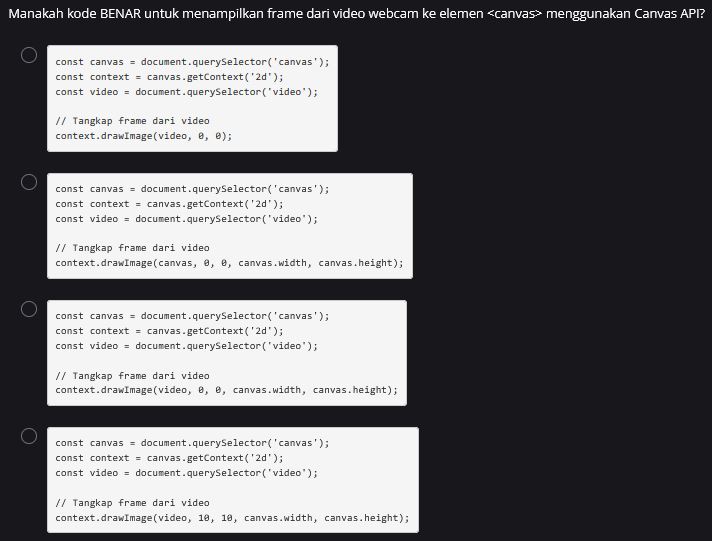 Manakah kode BENAR untuk menampilkan frame dari video webcam ke elemen <canvas> menggunakan Canvas API?
const canvas = document.querySelector('canvas');
const context = canvas.getContext('2d');
const video = document.querySelector('video');
// Tangkap frame dari video
context.drawImage(video, 0, 0);
const canvas = document.querySelector('canvas');
const context = canvas.getContext('2d');
const video = document.querySelector('video');
// Tangkap frame dari video
context.drawImage(canvas, 0, 0, canvas.width, canvas.height);
const canvas = document.querySelector('canvas');
const context = canvas.getContext('2d');
const video = document.querySelector('video');
// Tangkap frame dari video
context.drawImage(video, 0, 0, canvas.width, canvas.height);
const canvas = document.querySelector('canvas');
const context = canvas.getContext('2d');
const video = document.querySelector('video');
// Tangkap frame dari video
context.drawImage(video, 10, 10, canvas.width, canvas.height);